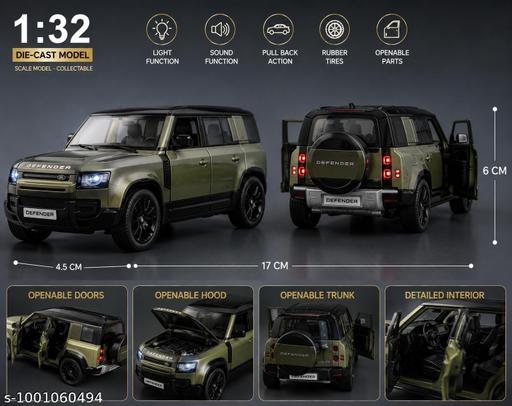 1:32
DIE-CAST MODEL
SCALE MODEL - COLLECTABLE
LIGHT
FUNCTION
SOUND
FUNCTION
PULL BACK
ACTION
RUBBER
TIRES
OPENABLE
PARTS
DEFENDER
DEFENDER
DEFENDER
DEFENDER
6 CM
4.5 CM
17 CM
OPENABLE DOORS
OPENABLE HOOD
OPENABLE TRUNK
DETAILED INTERIOR
DEFENDER
DEFENDER
s-1001060494